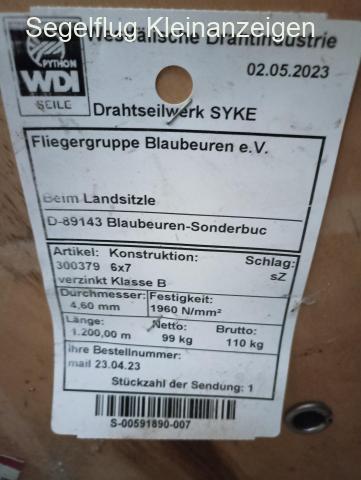 Segelflug Kleinanzeigen
Westfälische Drahtindustrie
PYTHON
WDI
SEILE
02.05.2023
Drahtseilwerk SYKE
Fliegergruppe Blaubeuren e.V.
Beim Landsitzle
D-89143 Blaubeuren-Sonderbuc
Artikel: Konstruktion: Schlag:
300379 6x7 sZ
verzinkt Klasse B
Durchmesser: Festigkeit:
4,60 mm 1960 N/mm²
Länge: Netto: Brutto:
1.200,00 m 99 kg 110 kg
Ihre Bestellnummer:
mail 23.04.23
Stückzahl der Sendung: 1
S-00591890-007